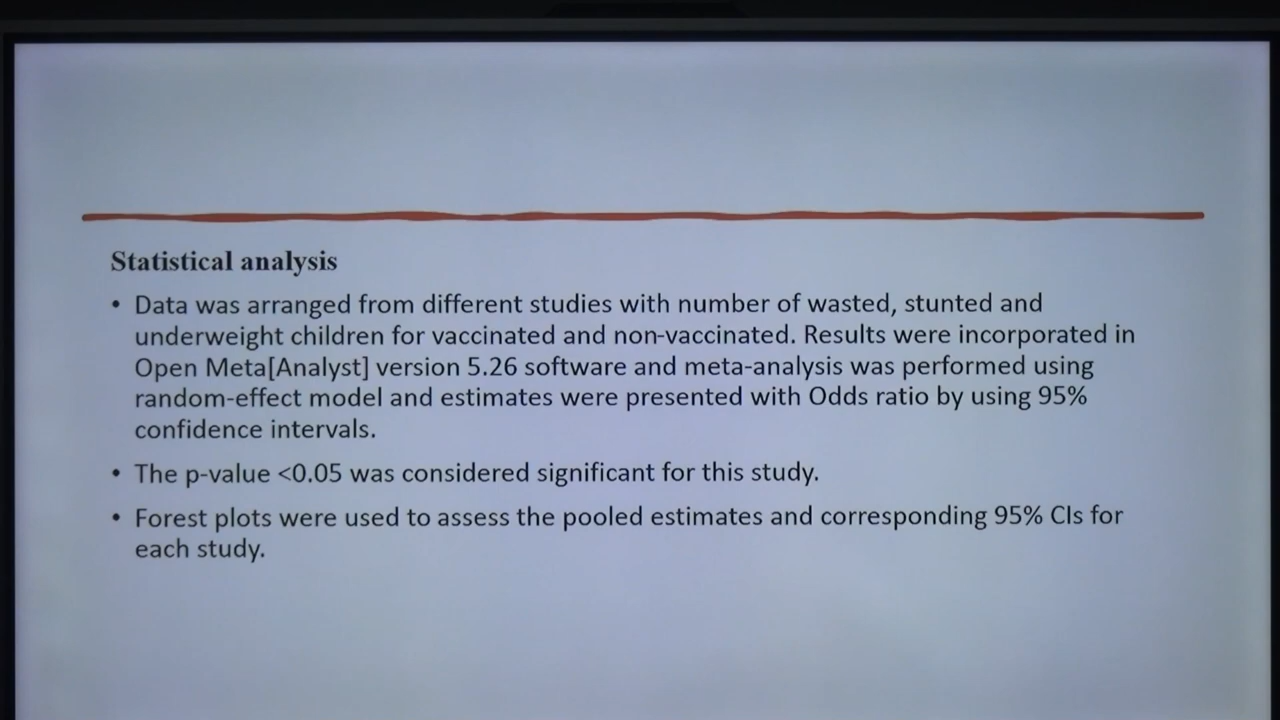 Statistical analysis
• Data was arranged from different studies with number of wasted, stunted and
underweight children for vaccinated and non-vaccinated. Results were incorporated in
Open Meta[Analyst] version 5.26 software and meta-analysis was performed using
random-effect model and estimates were presented with Odds ratio by using 95%
confidence intervals.
• The p-value <0.05 was considered significant for this study.
• Forest plots were used to assess the pooled estimates and corresponding 95% CIs for
each study.